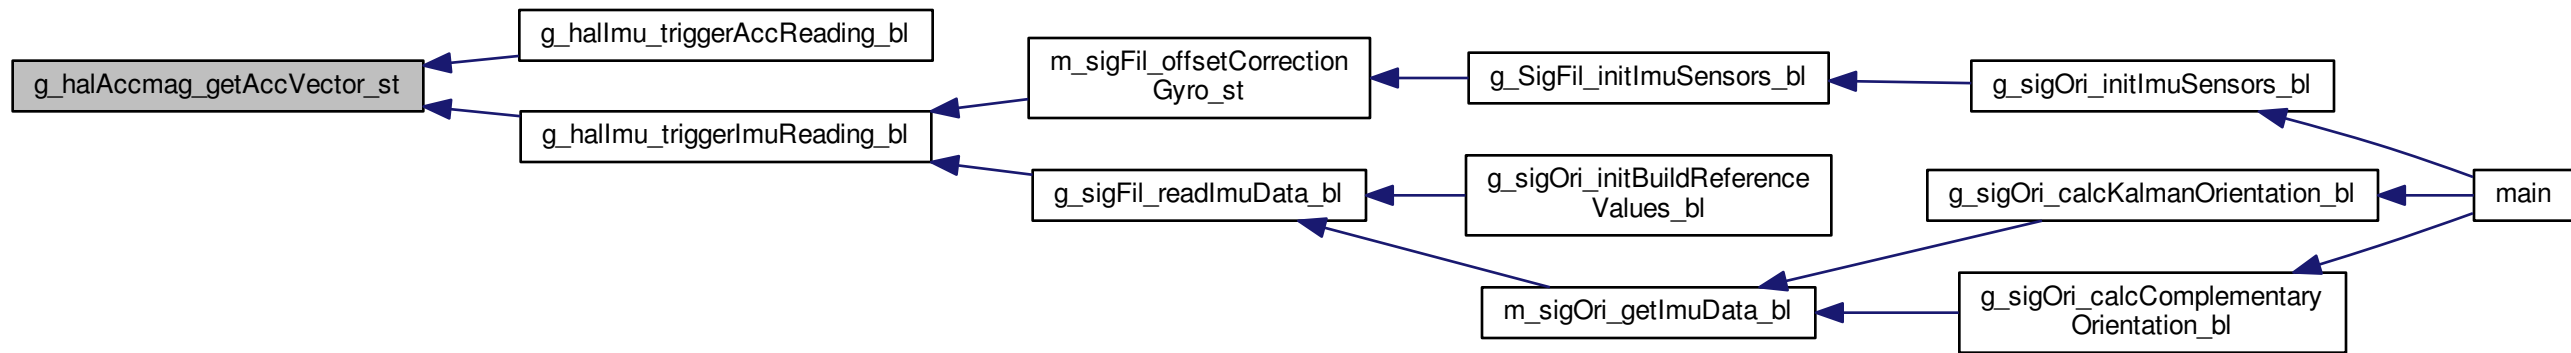 g_halAccmag_getAccVector_st
g_halImu_triggerAccReading_bl
g_halImu_triggerImuReading_bl
m_sigFil_offsetCorrection
Gyro_st
g_sigFil_readImuData_bl
g_SigFil_initImuSensors_bl
g_sigOri_initBuildReference
Values_bl
m_sigOri_getImuData_bl
g_sigOri_initImuSensors_bl
g_sigOri_calcKalmanOrientation_bl
g_sigOri_calcComplementary
Orientation_bl
main